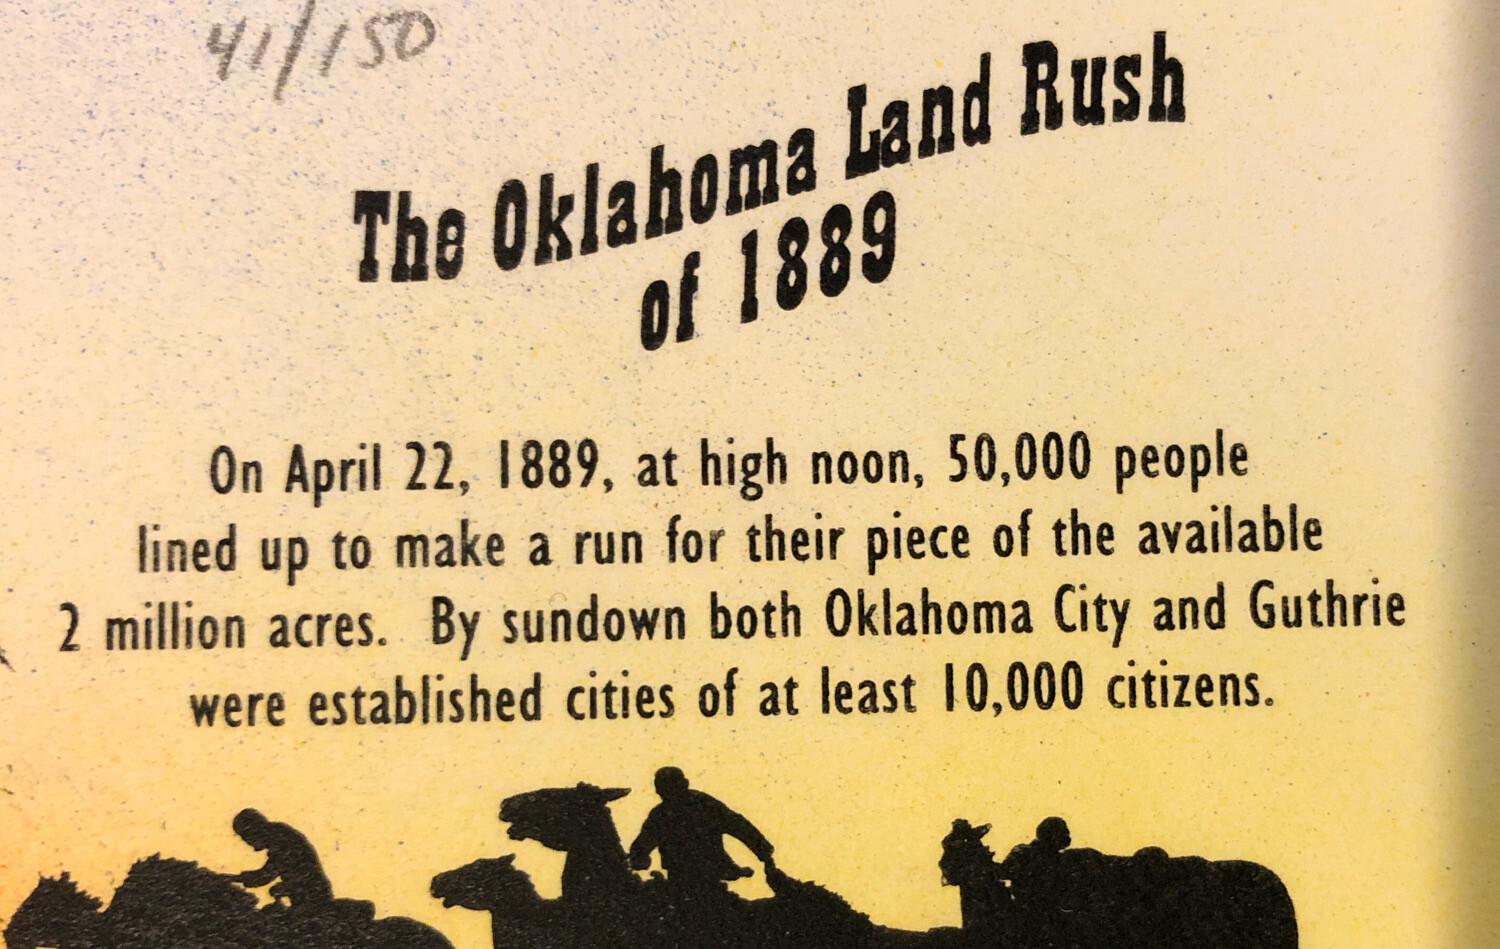 41/150
The Oklahoma Land Rush
of 1889
On April 22, 1889, at high noon, 50,000 people
lined up to make a run for their piece of the available
2 million acres. By sundown both Oklahoma City and Guthrie
were established cities of at least 10,000 citizens.